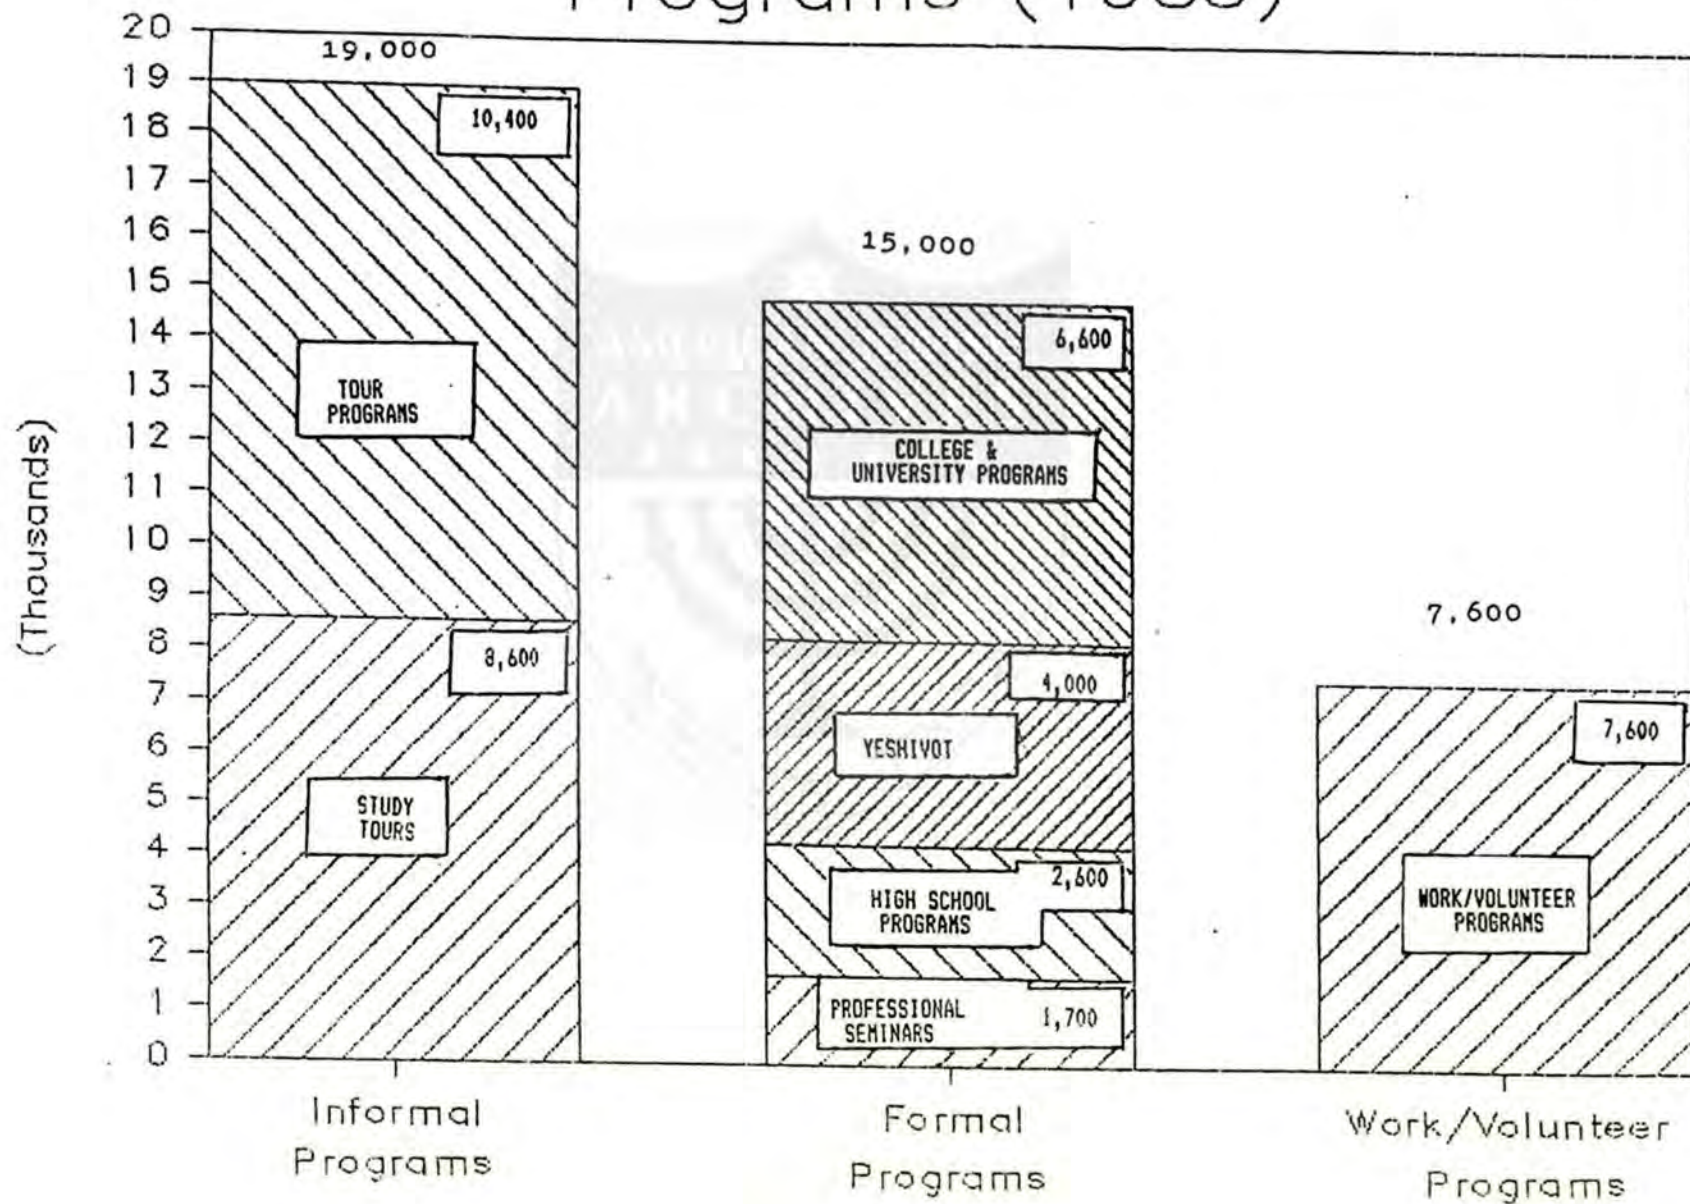 20
19,000
19
10,400
18
17
16
15,000
15
14
6,600
13
TOUR
PROGRAMS
12
COLLEGE &
UNIVERSITY PROGRAMS
11
10
9
(Thousands)
8
8,600
7,600
7
4,000
7,600
6
YESHIVOT
5
STUDY
TOURS
4
3
2,600
HIGH SCHOOL
PROGRAMS
WORK/VOLUNTEER
PROGRAMS
2
1
PROFESSIONAL
SEMINARS
1,700
0
Informal
Programs
Formal
Programs
Work/Volunteer
Programs